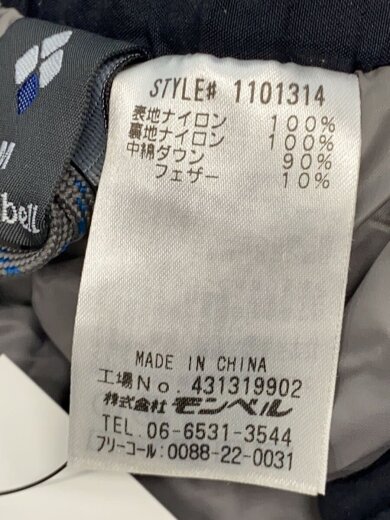 M
bell
STYLE# 1101314
表地ナイロン 100%
裏地ナイロン 100%
中綿ダウン 90%
フェザー 10%
MADE IN CHINA
工場No. 431319902
株式会社 モンベル
TEL. 06-6531-3544
フリーコール:0088-22-0031